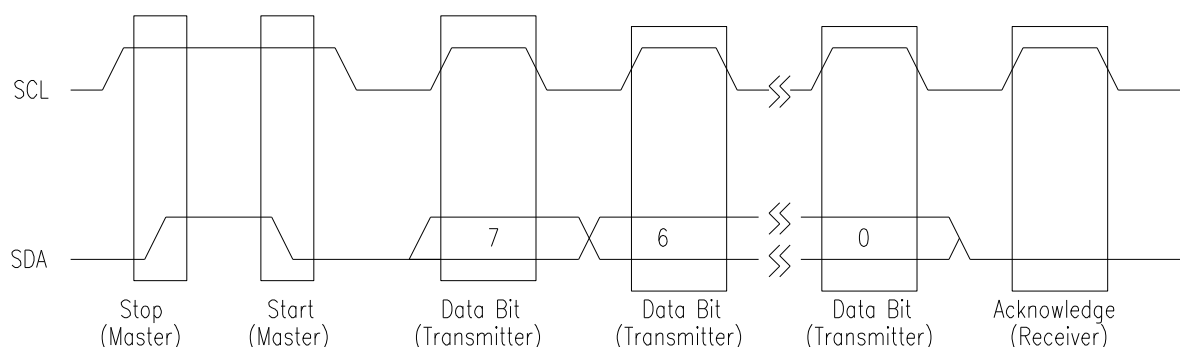 SCL
SDA
7
6
0
Stop
(Master)
Start
(Master)
Data Bit
(Transmitter)
Data Bit
(Transmitter)
Data Bit
(Transmitter)
Acknowledge
(Receiver)